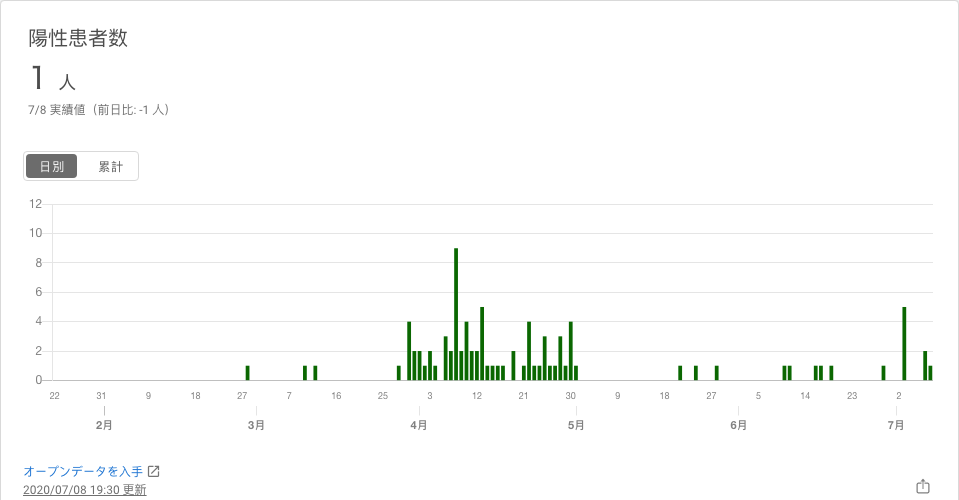 陽性患者数
1 人
7/8 実績値（前日比: -1 人）
日別 累計
12
10
8
6
4
2
0
22 31 9 18 27 7 16 25 3 12 21 30 9 18 27 5 14 23 2
2月 3月 4月 5月 6月 7月
オープンデータを入手
2020/07/08 19:30 更新